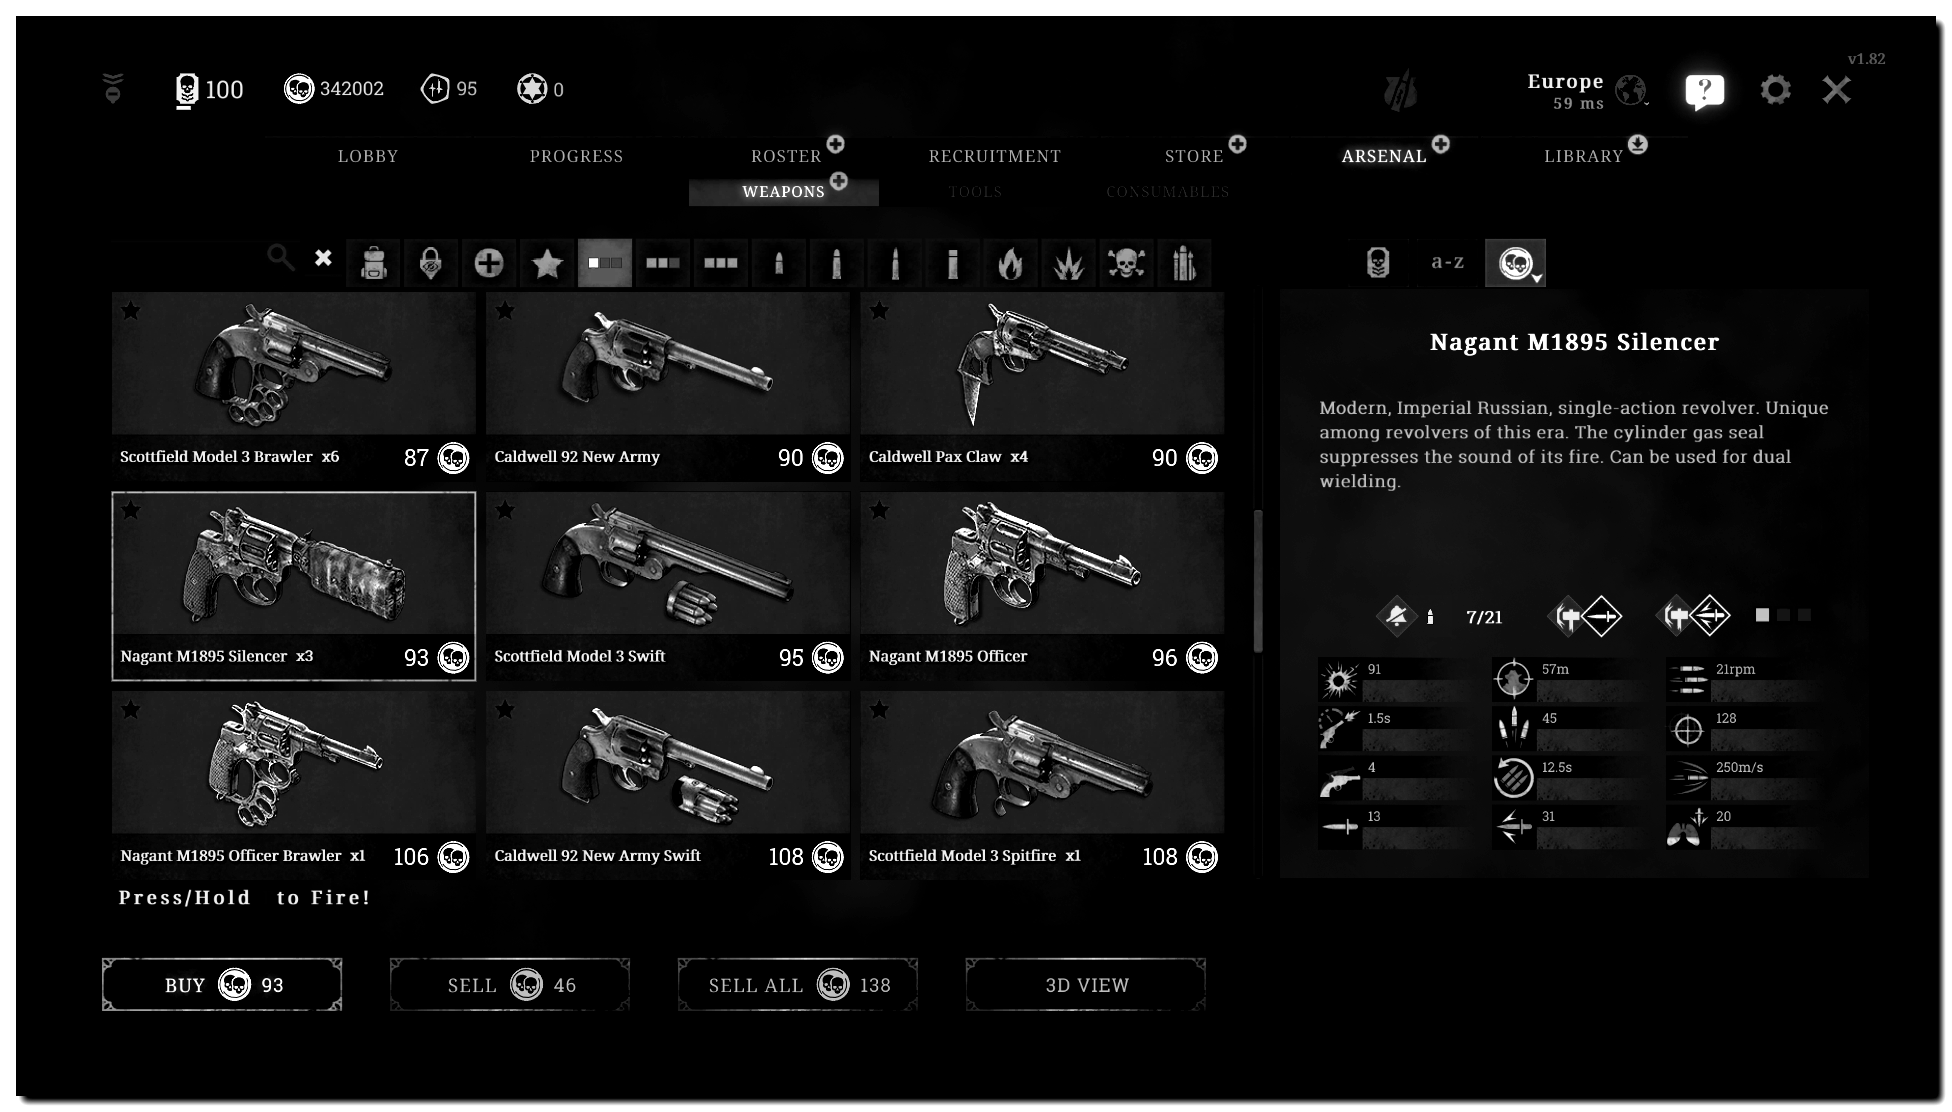 v1.82
100
342002
95
0
Europe
59 ms
?
LOBBY
PROGRESS
ROSTER
RECRUITMENT
STORE
ARSENAL
LIBRARY
WEAPONS
TOOLS
CONSUMABLES
a-z
Scottfield Model 3 Brawler x6
87
Caldwell 92 New Army
90
Caldwell Pax Claw x4
90
Nagant M1895 Silencer x3
93
Scottfield Model 3 Swift
95
Nagant M1895 Officer
96
Nagant M1895 Officer Brawler x1
106
Caldwell 92 New Army Swift
108
Scottfield Model 3 Spitfire x1
108
Press/Hold to Fire!
BUY 93
SELL 46
SELL ALL 138
3D VIEW
Nagant M1895 Silencer
Modern, Imperial Russian, single-action revolver. Unique
among revolvers of this era. The cylinder gas seal
suppresses the sound of its fire. Can be used for dual
wielding.
7/21
91
57m
21rpm
1.5s
45
128
4
12.5s
250m/s
13
31
20